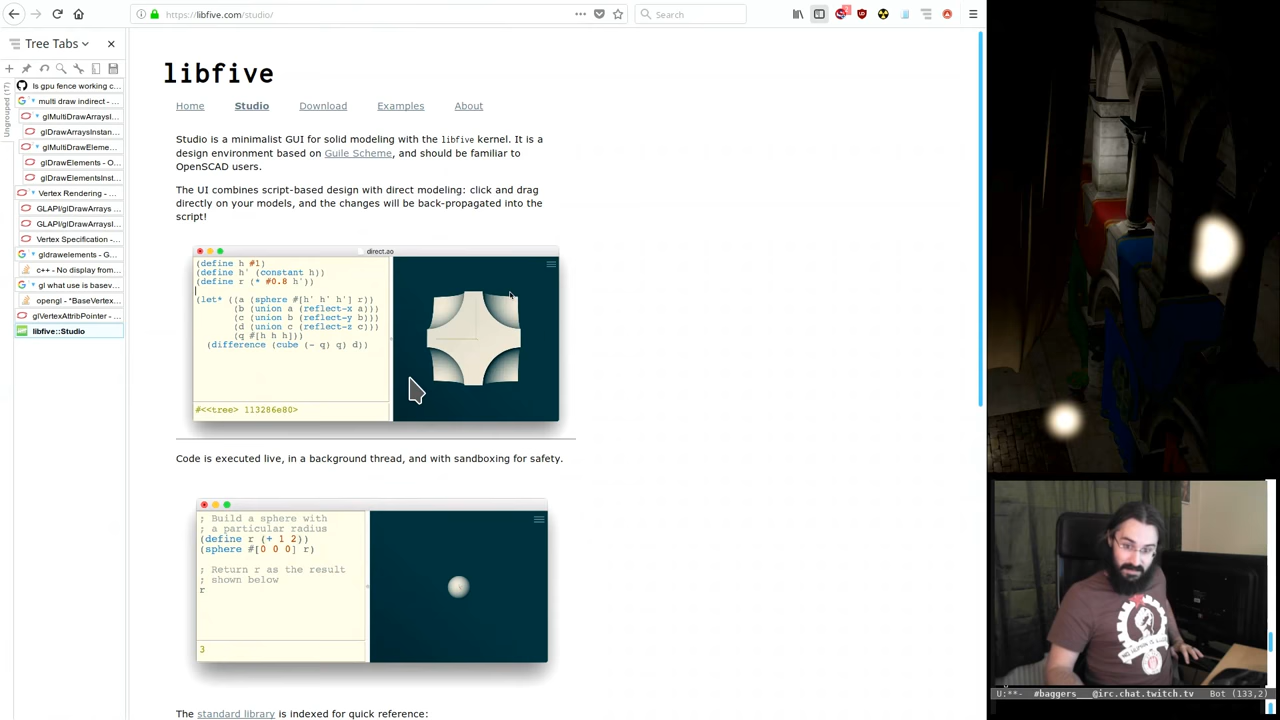 https://libfive.com/studio/
Search
Tree Tabs
Ungrouped (17)
Is gpu fence working c...
multi draw indirect - ...
glMultiDrawArraysI...
glDrawArraysInstan...
glMultiDrawEleme...
glDrawElements - O...
glDrawElementsInst...
Vertex Rendering - ...
GLAPI/glDrawArrays ...
GLAPI/glDrawArraysI...
Vertex Specification - ...
gldrawelements - ...
c++ - No display from...
gl what use is basev...
opengl - *BaseVertex...
glVertexAttribPointer - ...
libfive::Studio
libfive
Home Studio Download Examples About
Studio is a minimalist GUI for solid modeling with the libfive kernel. It is a
design environment based on Guile Scheme, and should be familiar to
OpenSCAD users.
The UI combines script-based design with direct modeling: click and drag
directly on your models, and the changes will be back-propagated into the
script!
direct.ao
(define h #1)
(define h' (constant h))
(define r (* #0.8 h'))
(let* ((a (sphere #[h' h' h'] r))
(b (union a (reflect-x a)))
(c (union b (reflect-y b)))
(d (union c (reflect-z c)))
(q #[h h h]))
(difference (cube (- q) q) d))
#<<tree> 113286e80>
Code is executed live, in a background thread, and with sandboxing for safety.
; Build a sphere with
; a particular radius
(define r (+ 1 2))
(sphere #[0 0 0] r)
; Return r as the result
; shown below
r
3
The standard library is indexed for quick reference:
U:**- #baggers___@irc.chat.twitch.tv Bot (133,2)